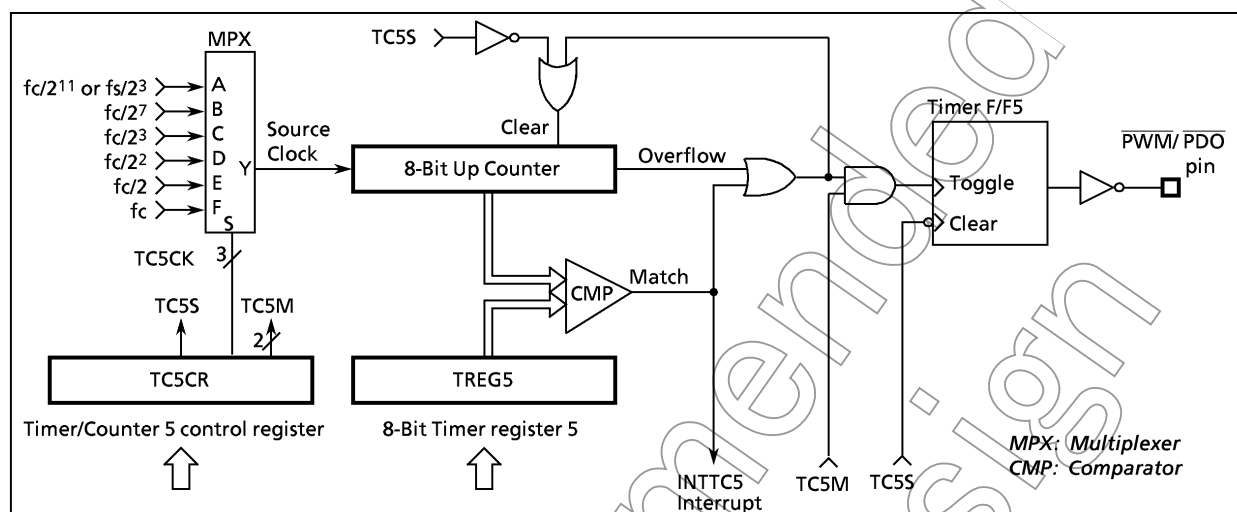 MPX
TC5S
fc/2¹¹ or fs/2³
A
fc/2⁷
B
fc/2³
C
fc/2²
D
fc/2
E
fc
F
Y
S
Source
Clock
Clear
8-Bit Up Counter
Overflow
Timer F/F5
Toggle
Clear
PWM/ PDO
pin
TC5CK
3
TC5S
TC5M
2
TC5CR
CMP
Match
TREG5
Timer/Counter 5 control register
8-Bit Timer register 5
INTTC5
Interrupt
TC5M
TC5S
MPX: Multiplexer
CMP: Comparator
mended
sign